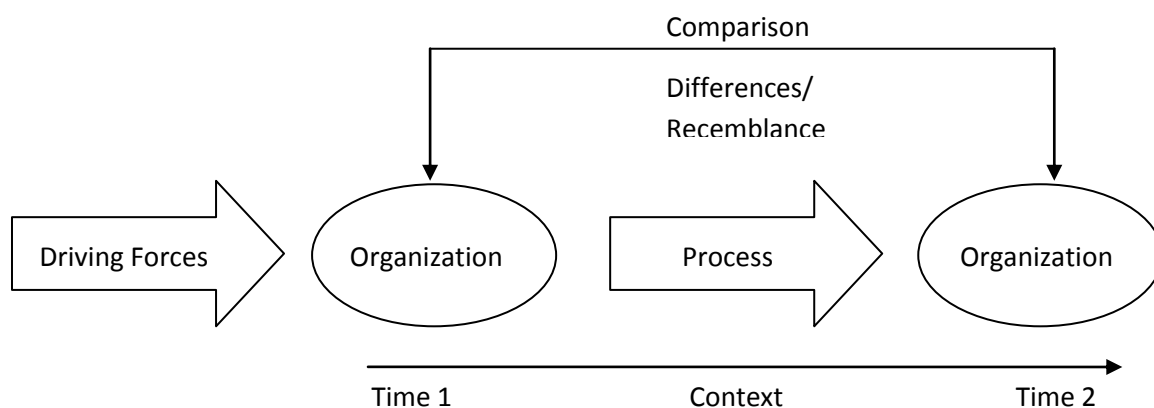 Comparison
Differences/
Recemblance
Driving Forces
Organization
Process
Organization
Time 1
Context
Time 2